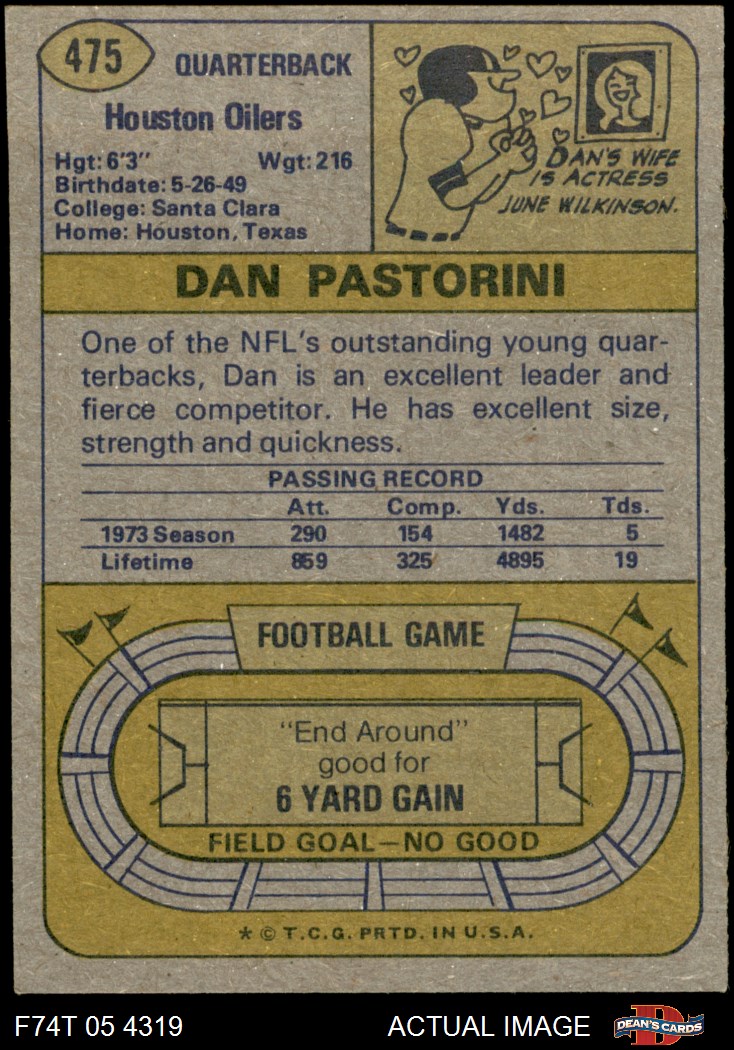 475
QUARTERBACK
Houston Oilers
Hgt: 6'3" Wgt: 216
Birthdate: 5-26-49
College: Santa Clara
Home: Houston, Texas
DAN'S WIFE
IS ACTRESS
JUNE WILKINSON.
DAN PASTORINI
One of the NFL's outstanding young quar-
terbacks, Dan is an excellent leader and
fierce competitor. He has excellent size,
strength and quickness.
PASSING RECORD
Att. Comp. Yds. Tds.
1973 Season 290 154 1482 5
Lifetime 859 325 4895 19
FOOTBALL GAME
"End Around"
good for
6 YARD GAIN
FIELD GOAL—NO GOOD
* © T.C.G. PRTD. IN U.S.A.
F74T 05 4319 ACTUAL IMAGE
D
DEAN'S CARDS